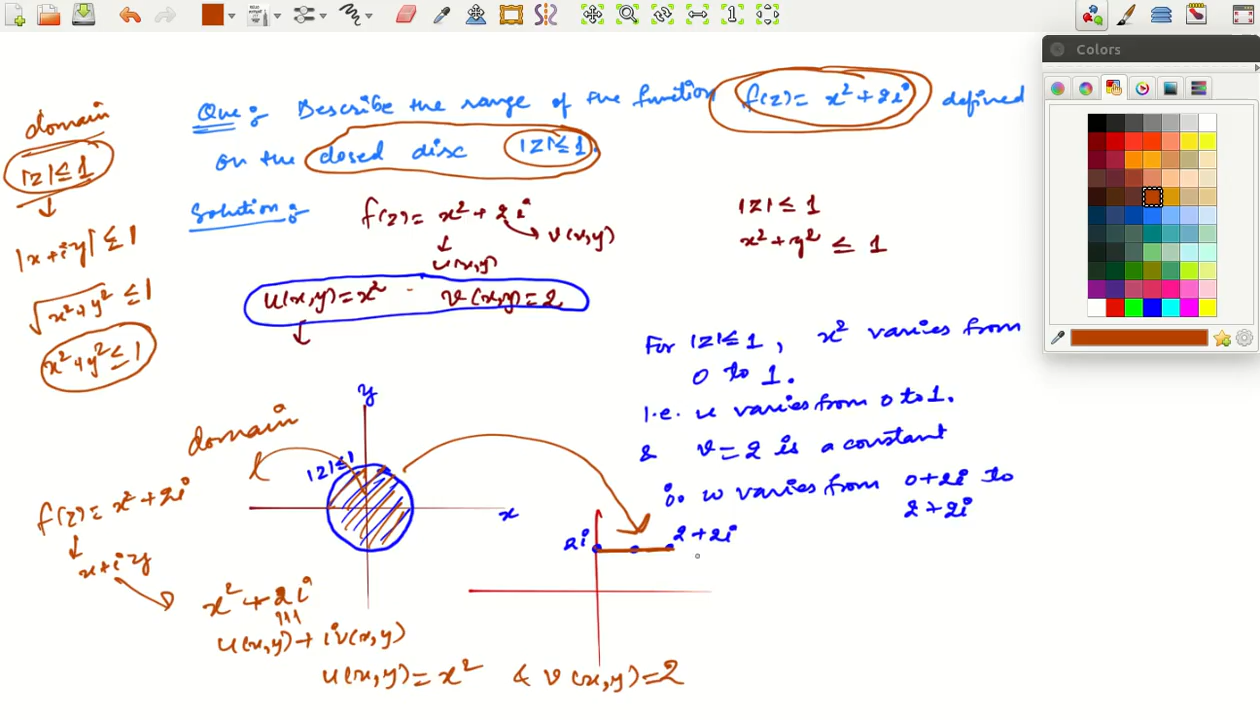 Colors
Que: Describe the range of the function f(z) = x² + 2i defined
on the closed disc |z| ≤ 1.
domain
|z| ≤ 1
|x+iy| ≤ 1
√x²+y² ≤ 1
x²+y² ≤ 1
Solution:
f(z) = x² + 2i
v(x,y)
u(x,y)
u(x,y) = x² - v(x,y) = 2
|z| ≤ 1
x² + y² ≤ 1
For |z| ≤ 1, x² varies from
0 to 1.
i.e. u varies from 0 to 1.
& v = 2 is a constant
∴ w varies from 0+2i to
2+2i
y
domain
|z| ≤ 1
x
2i
2+2i
f(z) = x² + 2i
x+iy
x² + 2i
u(x,y) + iv(x,y)
u(x,y) = x² & v(x,y) = 2